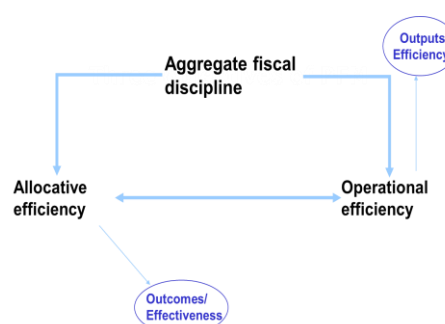 Outputs
Efficiency
Aggregate fiscal
discipline
Allocative
efficiency
Operational
efficiency
Outcomes/
Effectiveness